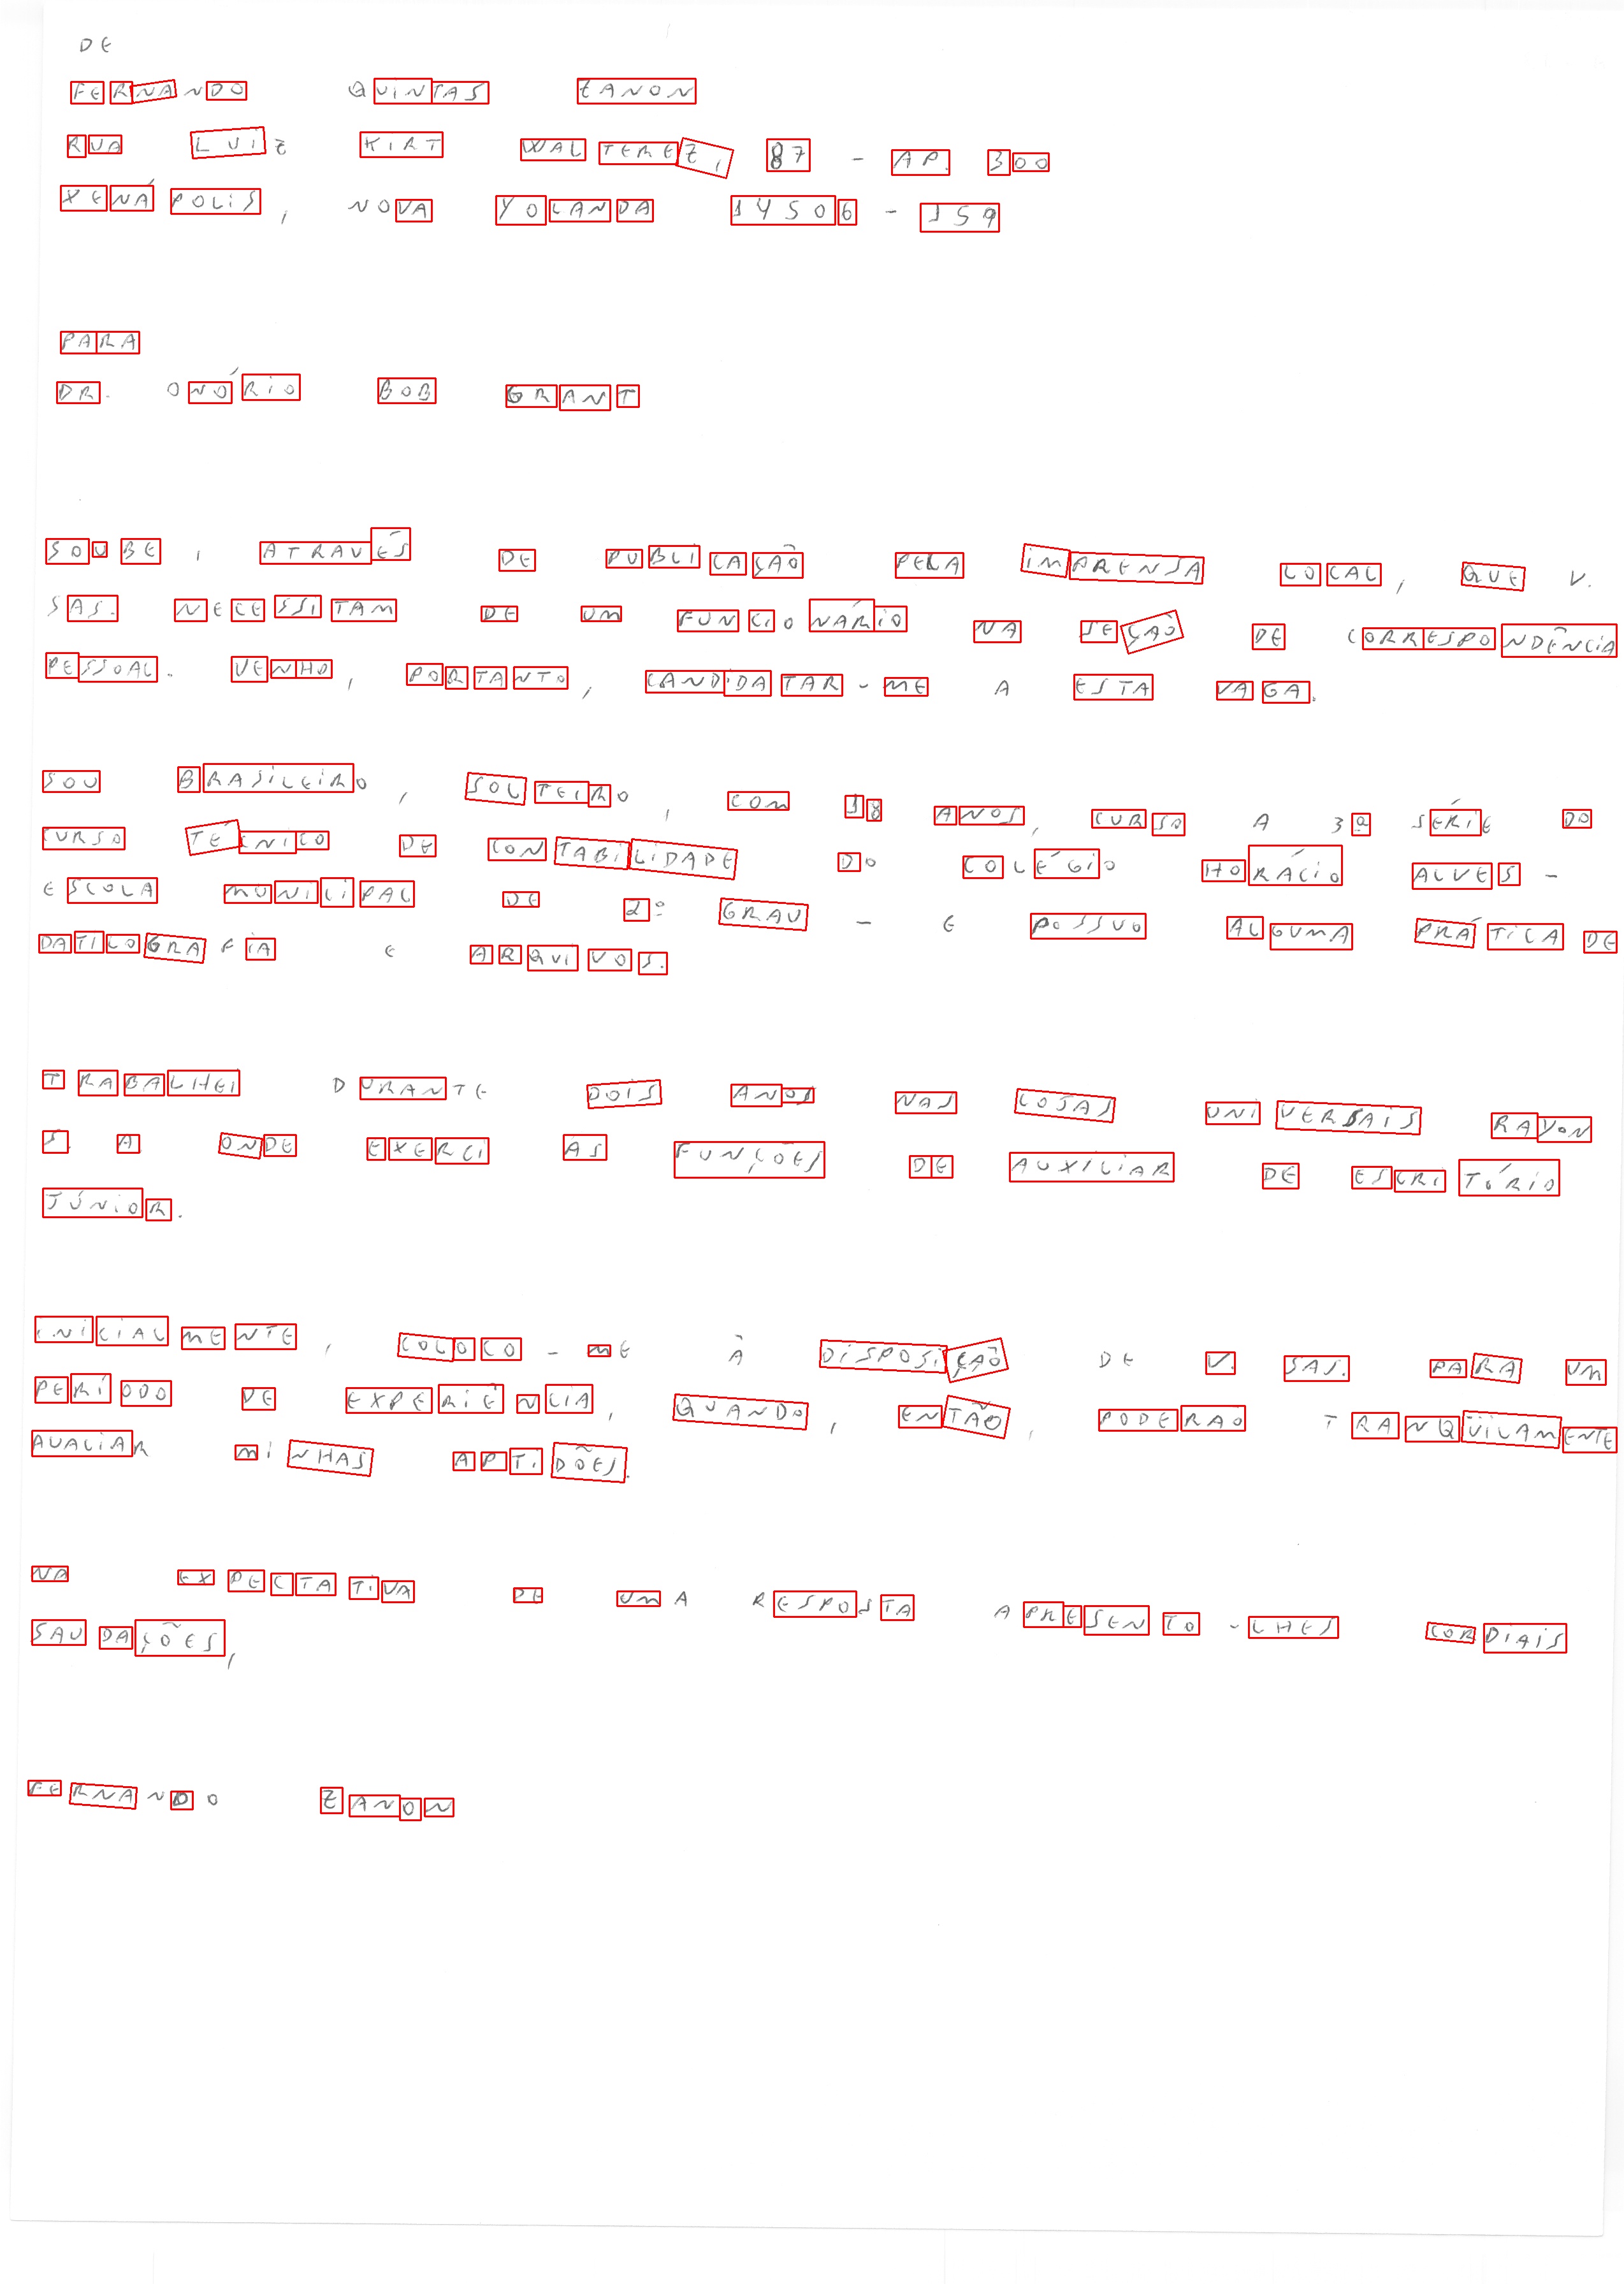 DE
FERNANDO QUINTAS ZANON
RUA LUIZ KIRT WALTEREZ, 87 - AP. 300
XENÁPOLIS, NOVA YOLANDA 14506-159
PARA
DR. ONÓRIO BOB GRANT
SOUBE, ATRAVÉS DE PUBLICAÇÃO PELA IMPRENSA LOCAL, QUE V.
SAS. NECESSITAM DE UM FUNCIONÁRIO NA SEÇÃO DE CORRESPONDÊNCIA
PESSOAL. VENHO, PORTANTO, CANDIDATAR-ME A ESTA VAGA.
SOU BRASILEIRO, SOLTEIRO, COM 18 ANOS, CURSO A 3ª SÉRIE DO
CURSO TÉCNICO DE CONTABILIDADE DO COLÉGIO HORÁCIO ALVES -
ESCOLA MUNICIPAL DE 2º GRAU - E POSSUO ALGUMA PRÁTICA DE
DATILOGRAFIA E ARQUIVOS.
TRABALHEI DURANTE DOIS ANOS NAS LOJAS UNIVERSAIS RAYON
S. A ONDE EXERCI AS FUNÇÕES DE AUXILIAR DE ESCRITÓRIO
JÚNIOR.
INICIALMENTE, COLOCO-ME À DISPOSIÇÃO DE V. SAS. PARA UM
PERÍODO DE EXPERIÊNCIA, QUANDO, ENTÃO, PODERAO TRANQÜILAMENTE
AVALIAR MINHAS APTIDÕES.
NA EXPECTATIVA DE UMA RESPOSTA APRESENTO-LHES CORDIAIS
SAUDAÇÕES,
FERNANDO ZANON